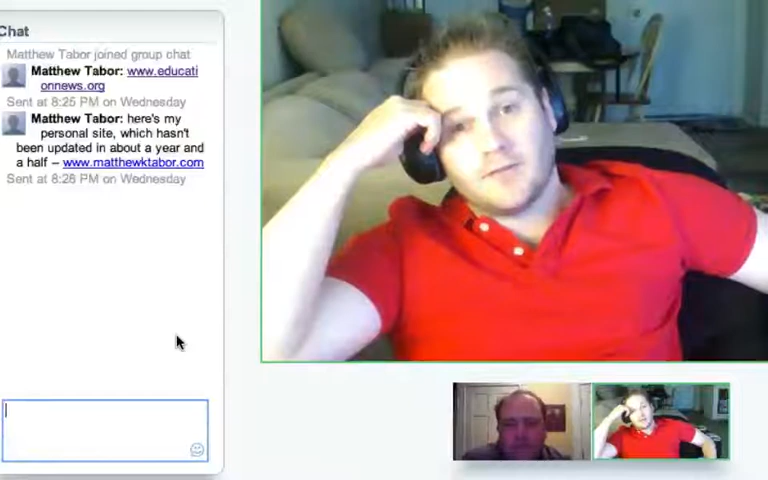 Chat
Matthew Tabor joined group chat
Matthew Tabor: www.educati
onnews.org
Sent at 8:25 PM on Wednesday
Matthew Tabor: here's my
personal site, which hasn't
been updated in about a year and
a half – www.matthewktabor.com
Sent at 8:28 PM on Wednesday